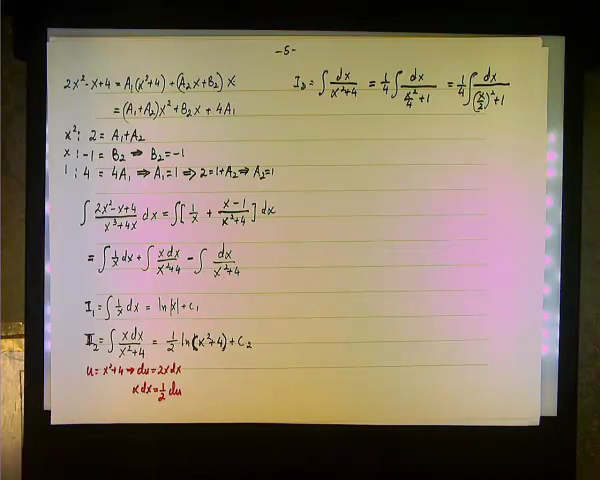 -5-
2x²-x+4 = A₁(x²+4) + (A₂x+B₂) x
= (A₁+A₂)x² + B₂x + 4A₁
x²: 2 = A₁+A₂
x : -1 = B₂ ⇒ B₂=-1
1 : 4 = 4A₁ ⇒ A₁=1 ⇒ 2=1+A₂ ⇒ A₂=1
∫ (2x²-x+4)/(x³+4x) dx = ∫[1/x + (x-1)/(x²+4)] dx
= ∫ 1/x dx + ∫ x dx/(x²+4) - ∫ dx/(x²+4)
I₁ = ∫ 1/x dx = ln|x| + C₁
I₂ = ∫ x dx/(x²+4) = 1/2 ln(x²+4) + C₂
u = x²+4 → du = 2x dx
x dx = 1/2 du
I₃ = ∫ dx/(x²+4) = 1/4 ∫ dx/(x²/4 + 1) = 1/4 ∫ dx/((x/2)²+1)